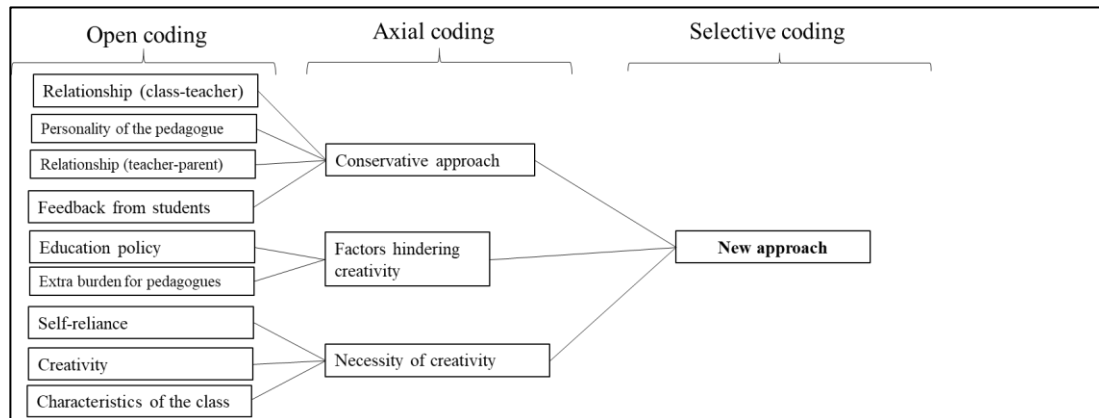 Open coding
Axial coding
Selective coding
Relationship (class-teacher)
Personality of the pedagogue
Relationship (teacher-parent)
Feedback from students
Education policy
Extra burden for pedagogues
Self-reliance
Creativity
Characteristics of the class
Conservative approach
Factors hindering
creativity
Necessity of creativity
New approach